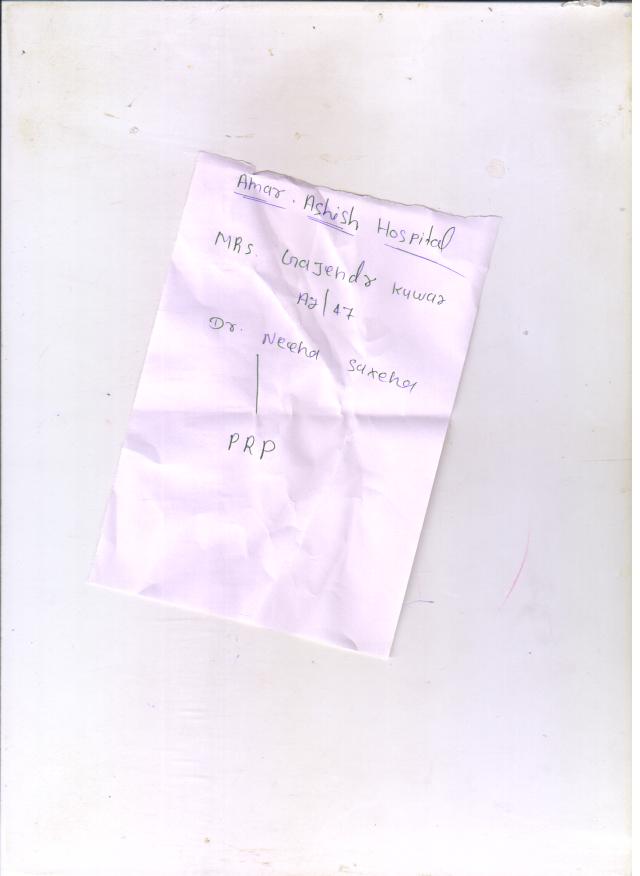 Amar. Ashish Hospital
MRs. Gajendr Kuwar
Ag/47
Dr. Neeha Saxena
PRP